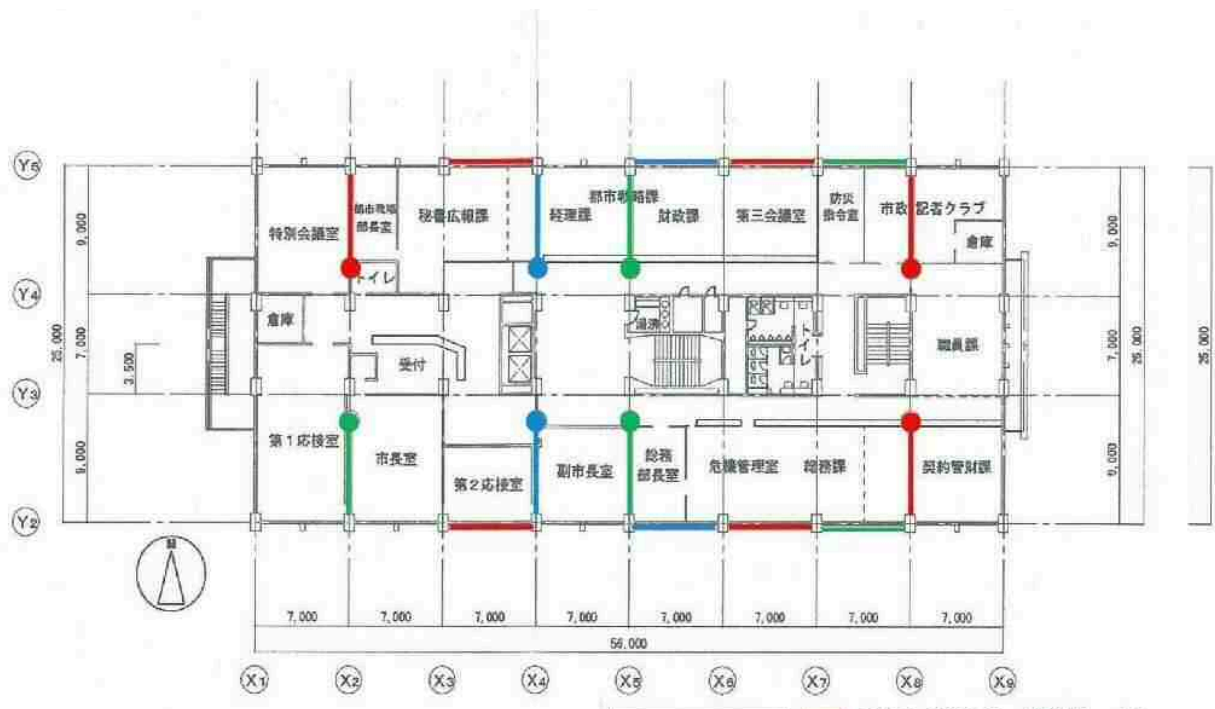 Y5
都市戦略課
防災
指令室
都市戦略
部長室
秘書広報課
経理課
財政課
第三会議室
市政記者クラブ
特別会議室
倉庫
9,000
9,000
トイレ
Y4
倉庫
湯沸
トイレ
受付
職員課
25,000
7,000
3,500
7,000
25,000
25,000
Y3
第1応接室
市長室
第2応接室
副市長室
総務
部長室
危機管理室
総務課
契約管財課
9,000
9,000
Y2
7,000
7,000
7,000
7,000
7,000
7,000
7,000
7,000
56,000
X1
X2
X3
X4
X5
X6
X7
X8
X9